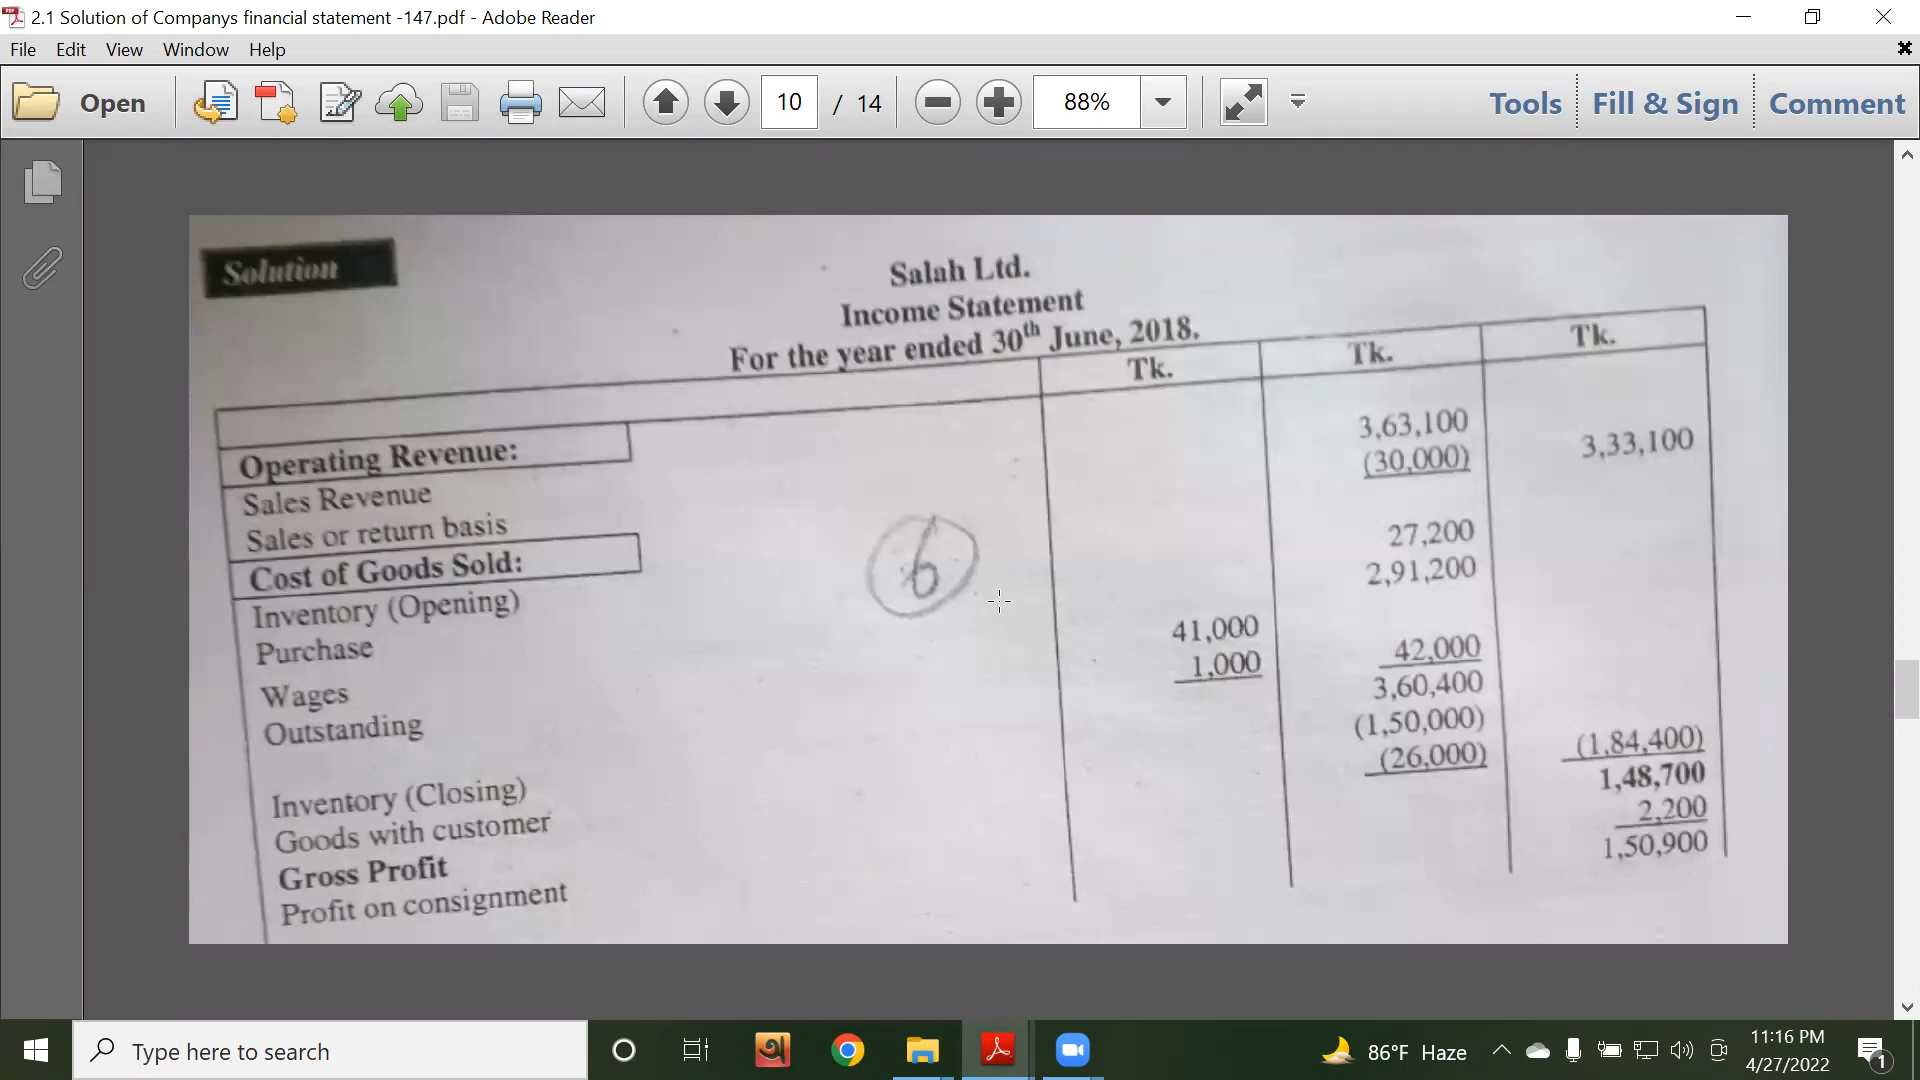 2.1 Solution of Companys financial statement -147.pdf - Adobe Reader
File Edit View Window Help
Open 10 / 14 88% Tools Fill & Sign Comment
Solution
Salah Ltd.
Income Statement
For the year ended 30th June, 2018.
Tk. Tk. Tk.
Operating Revenue:
Sales Revenue 3,63,100
Sales or return basis (30,000) 3,33,100
Cost of Goods Sold:
Inventory (Opening) 27,200
Purchase 2,91,200
Wages 41,000
Outstanding 1,000 42,000
3,60,400
Inventory (Closing) (1,50,000)
Goods with customer (26,000) (1,84,400)
Gross Profit 1,48,700
Profit on consignment 2,200
1,50,900
6
Type here to search
86°F Haze
11:16 PM
4/27/2022
1